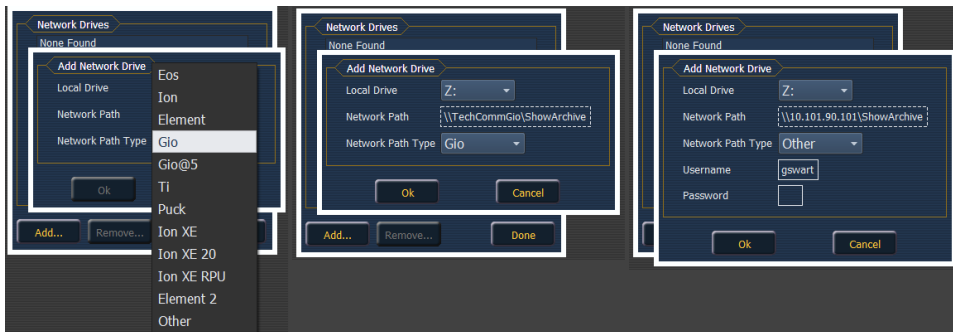 Network Drives
None Found
Add Network Drive
Local Drive
Network Path
Network Path Type
Eos
Ion
Element
Gio
Gio@5
Ti
Puck
Ion XE
Ion XE 20
Ion XE RPU
Element 2
Other
Ok
Add...
Remove...
Network Drives
None Found
Add Network Drive
Local Drive Z:
Network Path \\TechCommGio\ShowArchive
Network Path Type Gio
Ok Cancel
Add... Remove... Done
Network Drives
None Found
Add Network Drive
Local Drive Z:
Network Path \\10.101.90.101\ShowArchive
Network Path Type Other
Username gswart
Password
Ok Cancel